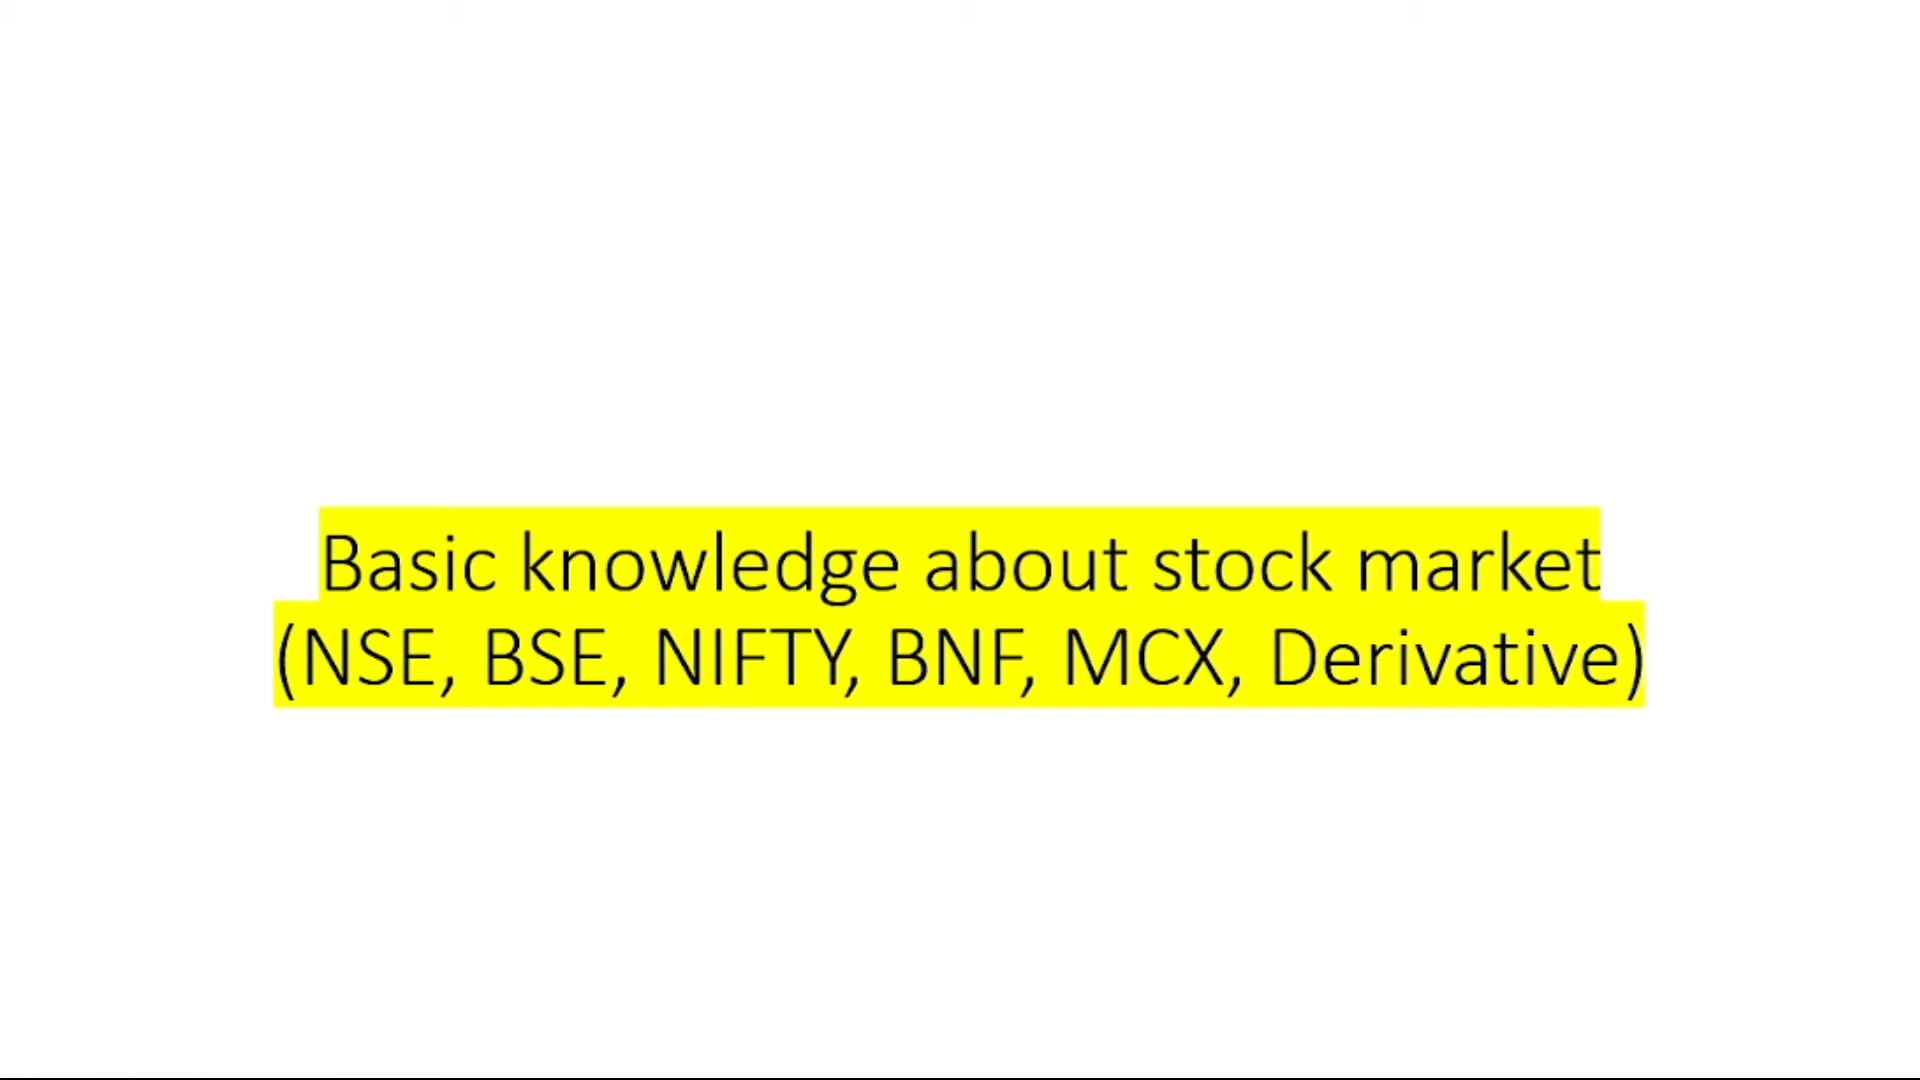 Basic knowledge about stock market
(NSE, BSE, NIFTY, BNF, MCX, Derivative)